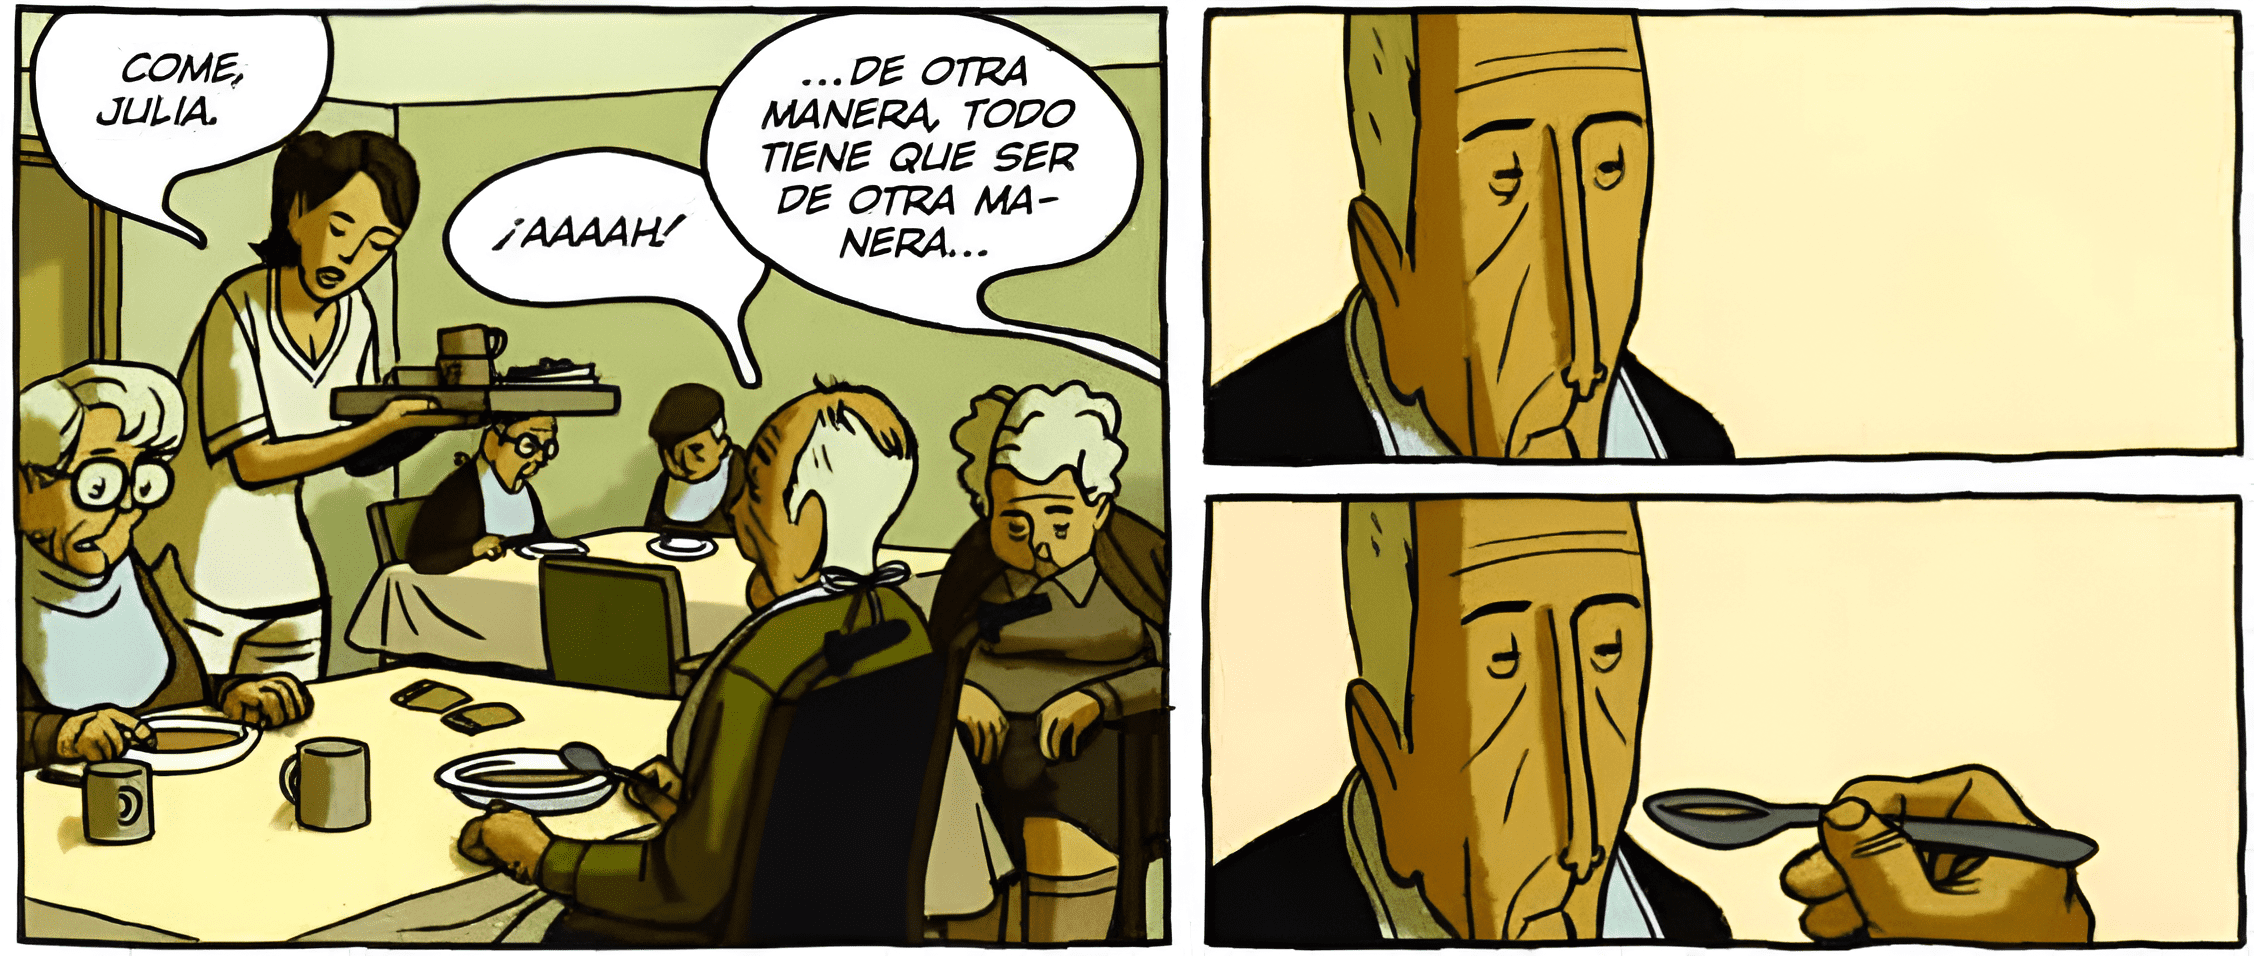 COME,
JULIA.
¡AAAAH!
...DE OTRA
MANERA, TODO
TIENE QUE SER
DE OTRA MA-
NERA...